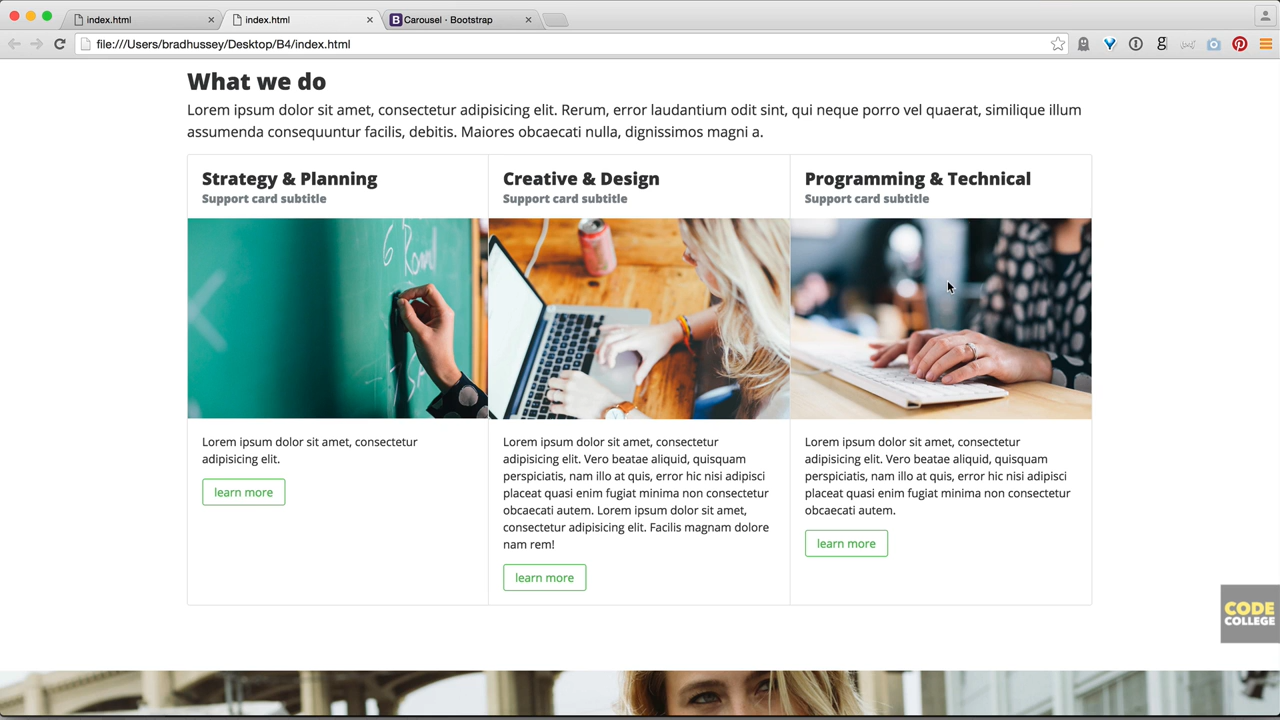 index.html
index.html
Carousel · Bootstrap
file:///Users/bradhussey/Desktop/B4/index.html
What we do
Lorem ipsum dolor sit amet, consectetur adipisicing elit. Rerum, error laudantium odit sint, qui neque porro vel quaerat, similique illum
assumenda consequuntur facilis, debitis. Maiores obcaecati nulla, dignissimos magni a.
Strategy & Planning
Support card subtitle
6 Rom
Lorem ipsum dolor sit amet, consectetur
adipisicing elit.
learn more
Creative & Design
Support card subtitle
Lorem ipsum dolor sit amet, consectetur
adipisicing elit. Vero beatae aliquid, quisquam
perspiciatis, nam illo at quis, error hic nisi adipisci
placeat quasi enim fugiat minima non consectetur
obcaecati autem. Lorem ipsum dolor sit amet,
consectetur adipisicing elit. Facilis magnam dolore
nam rem!
learn more
Programming & Technical
Support card subtitle
Lorem ipsum dolor sit amet, consectetur
adipisicing elit. Vero beatae aliquid, quisquam
perspiciatis, nam illo at quis, error hic nisi adipisci
placeat quasi enim fugiat minima non consectetur
obcaecati autem.
learn more
CODE
COLLEGE